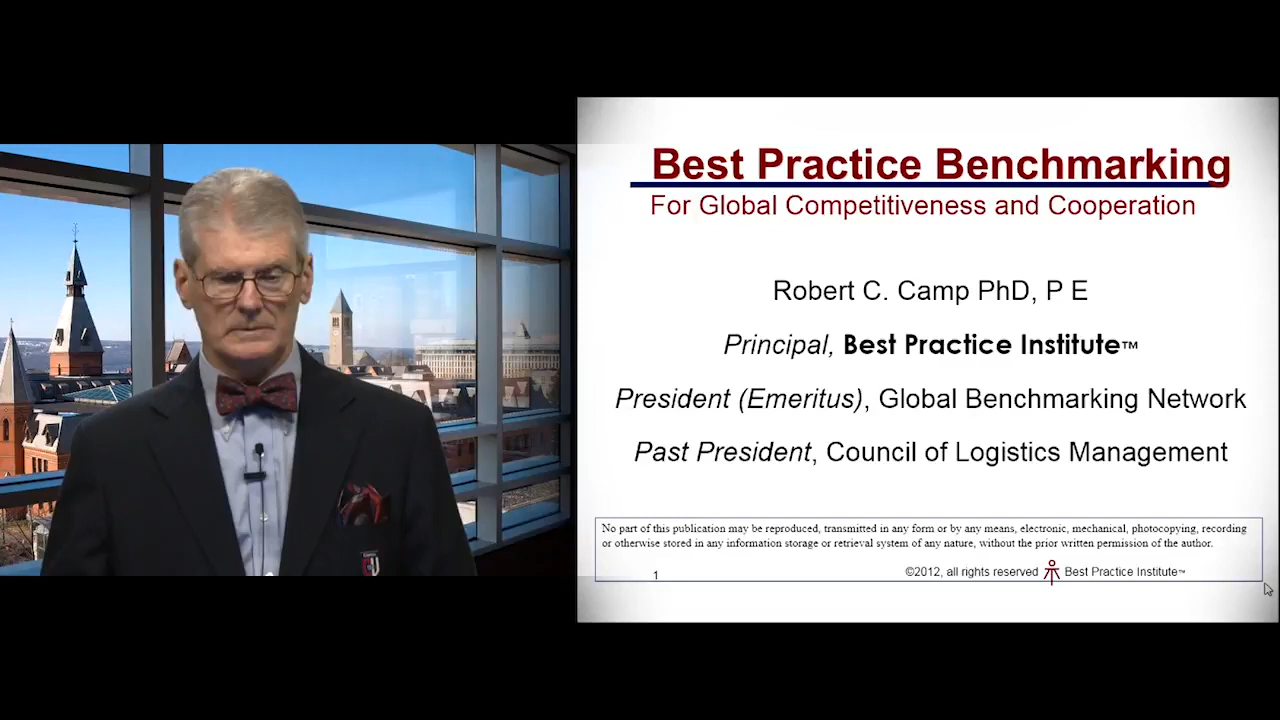 Best Practice Benchmarking
For Global Competitiveness and Cooperation
Robert C. Camp PhD, P E
Principal, Best Practice Institute™
President (Emeritus), Global Benchmarking Network
Past President, Council of Logistics Management
No part of this publication may be reproduced, transmitted in any form or by any means, electronic, mechanical, photocopying, recording
or otherwise stored in any information storage or retrieval system of any nature, without the prior written permission of the author.
1
©2012, all rights reserved Best Practice Institute™